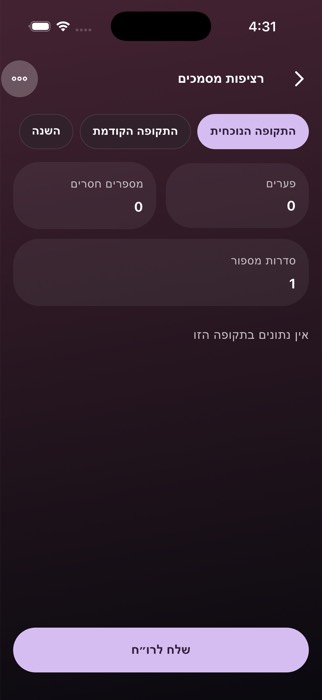 4:31
רציפות מסמכים
התקופה הנוכחית
התקופה הקודמת
השנה
פערים
0
מספרים חסרים
0
סדרות מספור
1
אין נתונים בתקופה הזו
שלח לרו״ח